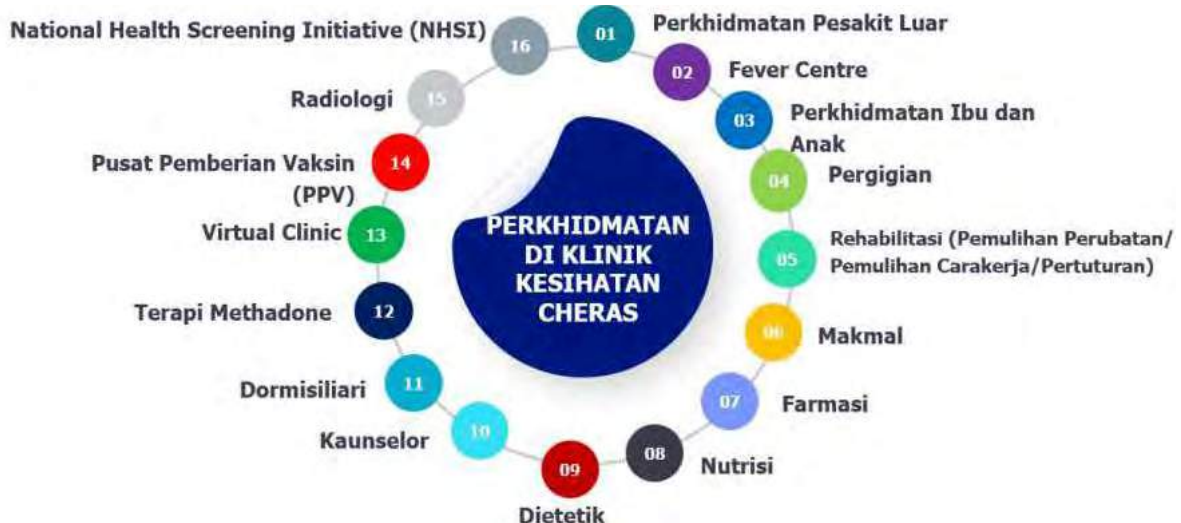 PERKHIDMATAN
DI KLINIK
KESIHATAN
CHERAS
01
Perkhidmatan Pesakit Luar
02
Fever Centre
03
Perkhidmatan Ibu dan
Anak
04
Pergigian
05
Rehabilitasi (Pemulihan Perubatan/
Pemulihan Carakerja/Pertuturan)
06
Makmal
07
Farmasi
08
Nutrisi
09
Dietetik
10
Kaunselor
11
Dormisiliari
12
Terapi Methadone
13
Virtual Clinic
14
Pusat Pemberian Vaksin
(PPV)
15
Radiologi
16
National Health Screening Initiative (NHSI)